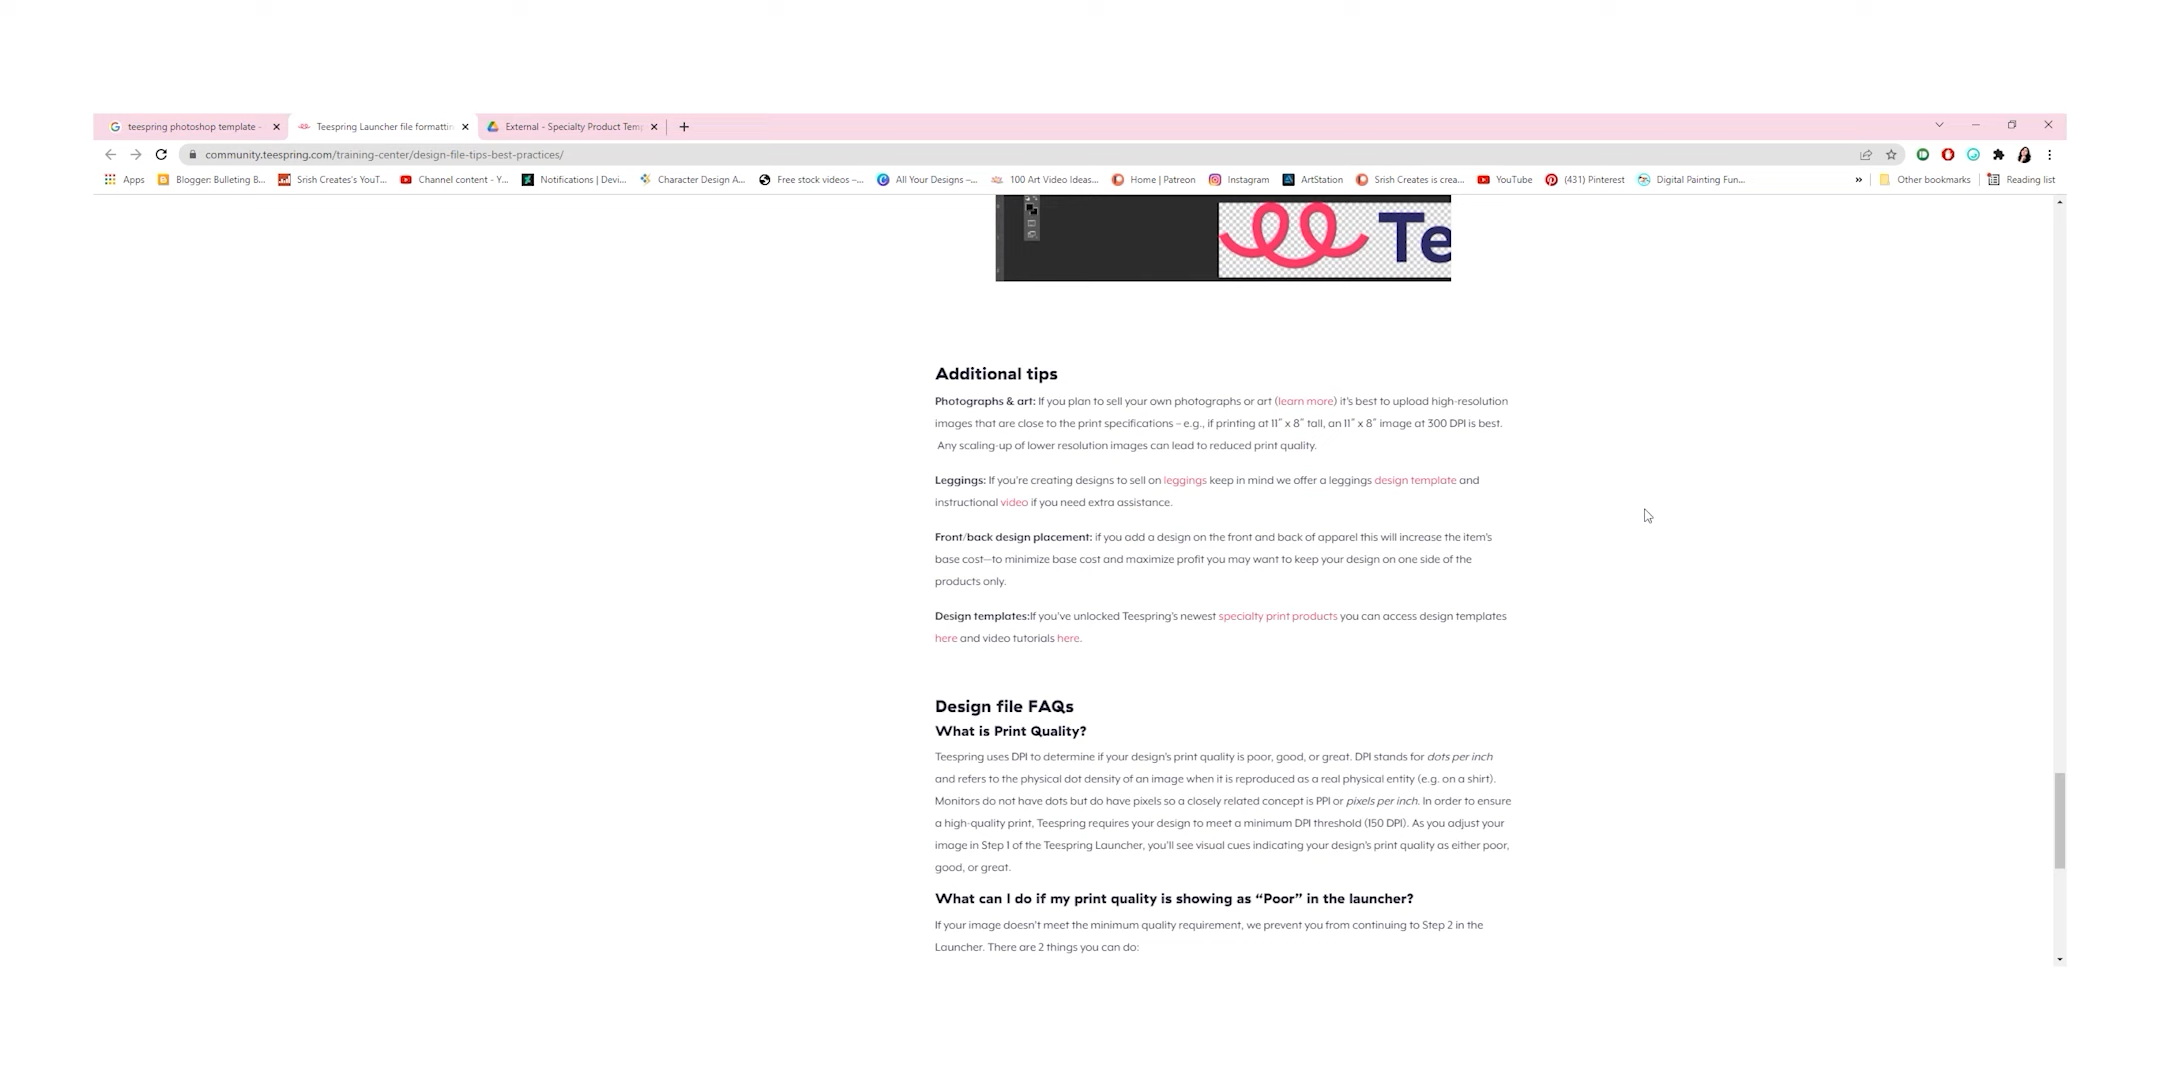 teespring photoshop template -
Teespring Launcher file formattin
External - Specialty Product Temp
community.teespring.com/training-center/design-file-tips-best-practices/
Apps
Blogger: Bulleting B...
Srish Creates's YouT...
Channel content - Y...
Notifications | Devi...
Character Design A...
Free stock videos –...
All Your Designs –...
100 Art Video Ideas...
Home | Patreon
Instagram
ArtStation
Srish Creates is crea...
YouTube
(431) Pinterest
Digital Painting Fun...
»
Other bookmarks
Reading list
Te
Additional tips
Photographs & art: If you plan to sell your own photographs or art (learn more) it's best to upload high-resolution
images that are close to the print specifications – e.g., if printing at 11″ x 8″ tall, an 11″ x 8″ image at 300 DPI is best.
Any scaling-up of lower resolution images can lead to reduced print quality.
Leggings: If you're creating designs to sell on leggings keep in mind we offer a leggings design template and
instructional video if you need extra assistance.
Front/back design placement: if you add a design on the front and back of apparel this will increase the item's
base cost—to minimize base cost and maximize profit you may want to keep your design on one side of the
products only.
Design templates:If you've unlocked Teespring's newest specialty print products you can access design templates
here and video tutorials here.
Design file FAQs
What is Print Quality?
Teespring uses DPI to determine if your design's print quality is poor, good, or great. DPI stands for dots per inch
and refers to the physical dot density of an image when it is reproduced as a real physical entity (e.g. on a shirt).
Monitors do not have dots but do have pixels so a closely related concept is PPI or pixels per inch. In order to ensure
a high-quality print, Teespring requires your design to meet a minimum DPI threshold (150 DPI). As you adjust your
image in Step 1 of the Teespring Launcher, you'll see visual cues indicating your design's print quality as either poor,
good, or great.
What can I do if my print quality is showing as “Poor” in the launcher?
If your image doesn't meet the minimum quality requirement, we prevent you from continuing to Step 2 in the
Launcher. There are 2 things you can do: